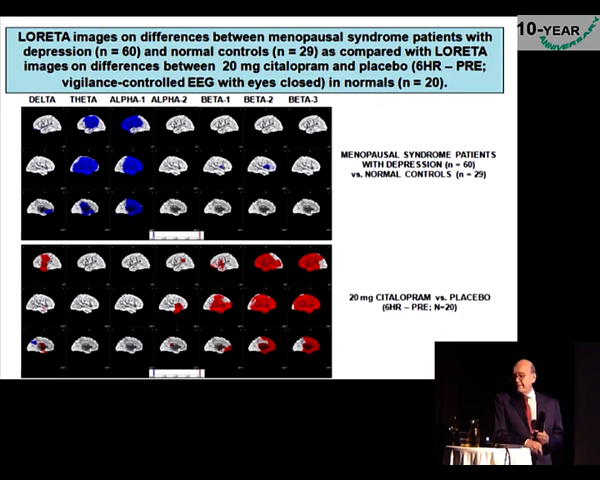 LORETA images on differences between menopausal syndrome patients with
depression (n = 60) and normal controls (n = 29) as compared with LORETA
images on differences between 20 mg citalopram and placebo (6HR – PRE;
vigilance-controlled EEG with eyes closed) in normals (n = 20).
10-YEAR
ANNIVERSARY
DELTA THETA ALPHA-1 ALPHA-2 BETA-1 BETA-2 BETA-3
MENOPAUSAL SYNDROME PATIENTS
WITH DEPRESSION (n = 60)
vs. NORMAL CONTROLS (n = 29)
20 mg CITALOPRAM vs. PLACEBO
(6HR – PRE; N=20)